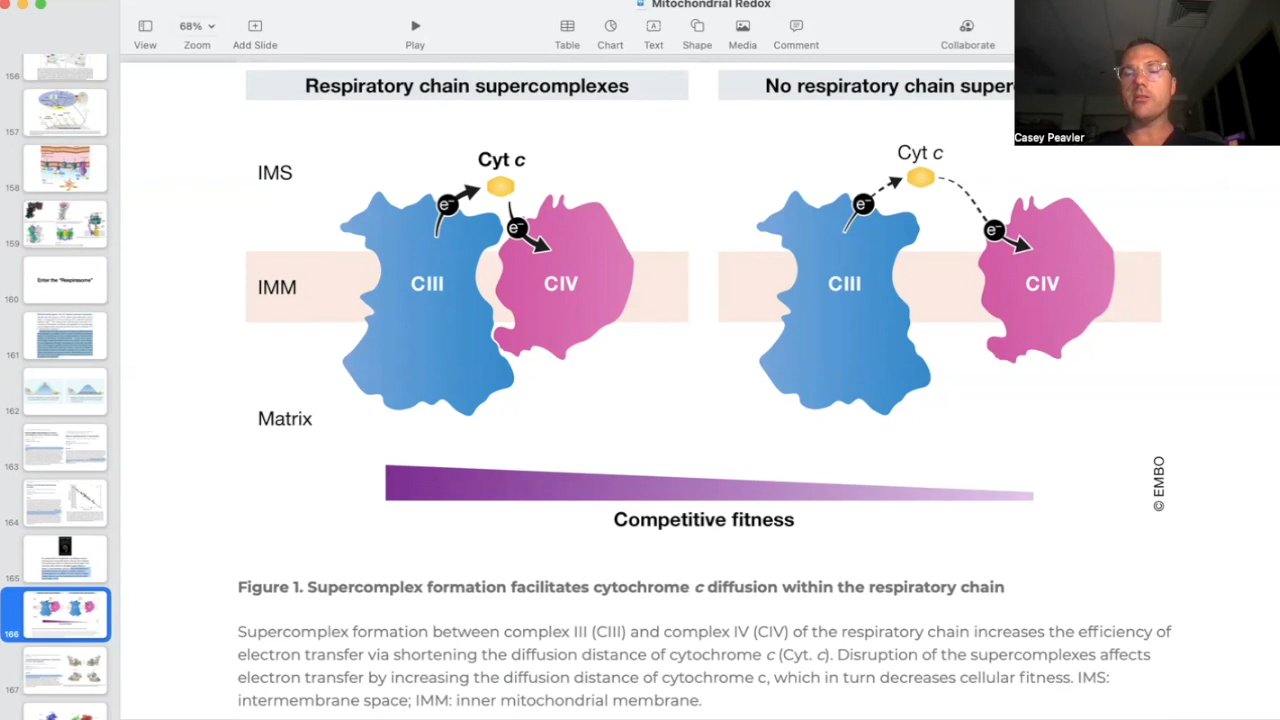 Mitochondrial Redox
68%
View
Zoom
Add Slide
Play
Table
Chart
Text
Shape
Media
Comment
Collaborate
Casey Peavler
156
157
158
159
Enter the "Respirasome"
160
161
162
163
164
165
166
167
Respiratory chain supercomplexes
No respiratory chain super
IMS
Cyt c
Cyt c
e⁻
e⁻
e⁻
e⁻
IMM
CIII
CIV
CIII
CIV
Matrix
Competitive fitness
© EMBO
Figure 1. Supercomplex formation facilitates cytochrome c diffusion within the respiratory chain
Supercomplex formation between complex III (CIII) and complex IV (CIV) of the respiratory chain increases the efficiency of
electron transfer via shortening the diffusion distance of cytochrome c (Cyt. c). Disruption of the supercomplexes affects
electron transfer by increasing the diffusion distance of cytochrome c, which in turn decreases cellular fitness. IMS:
intermembrane space; IMM: inner mitochondrial membrane.